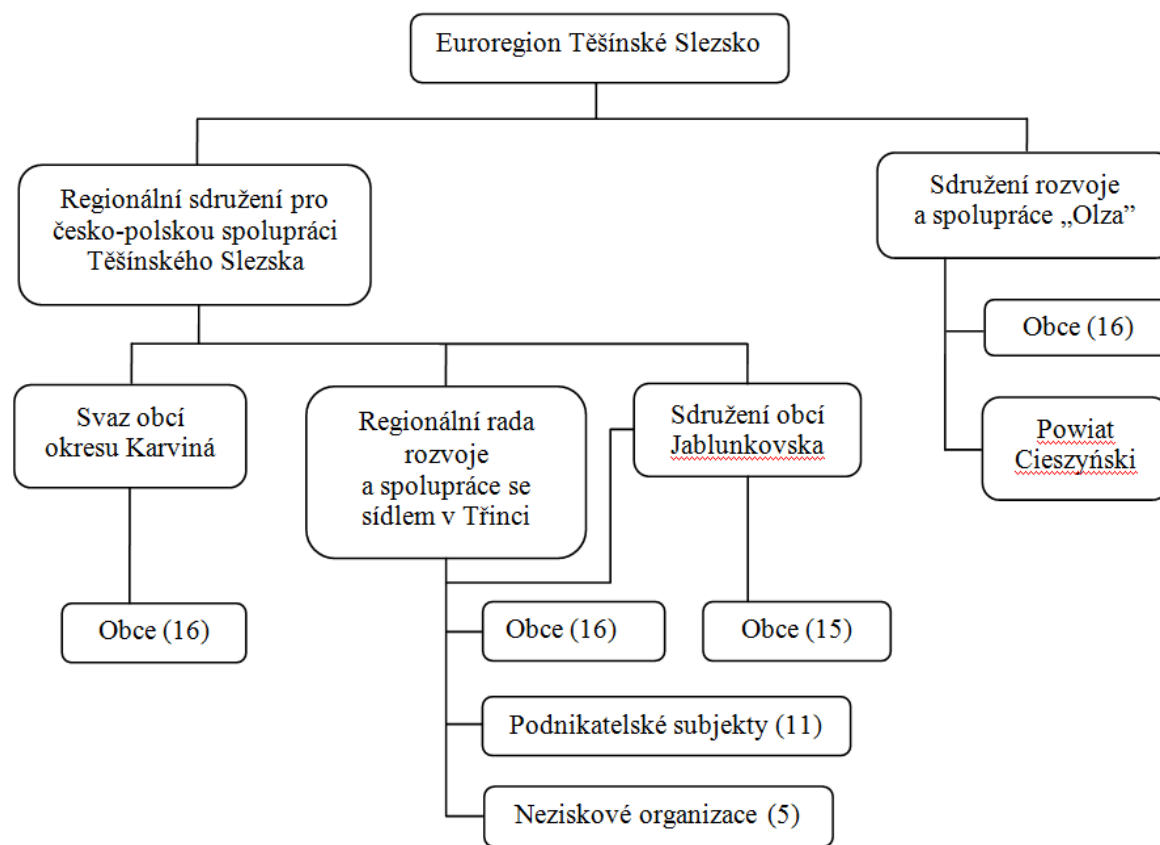 Euroregion Těšínské Slezsko
Regionální sdružení pro
česko-polskou spolupráci
Těšínského Slezska
Sdružení rozvoje
a spolupráce „Olza”
Obce (16)
Powiat
Cieszyński
Svaz obcí
okresu Karviná
Regionální rada
rozvoje
a spolupráce se
sídlem v Třinci
Sdružení obcí
Jablunkovska
Obce (16)
Obce (16)
Obce (15)
Podnikatelské subjekty (11)
Neziskové organizace (5)